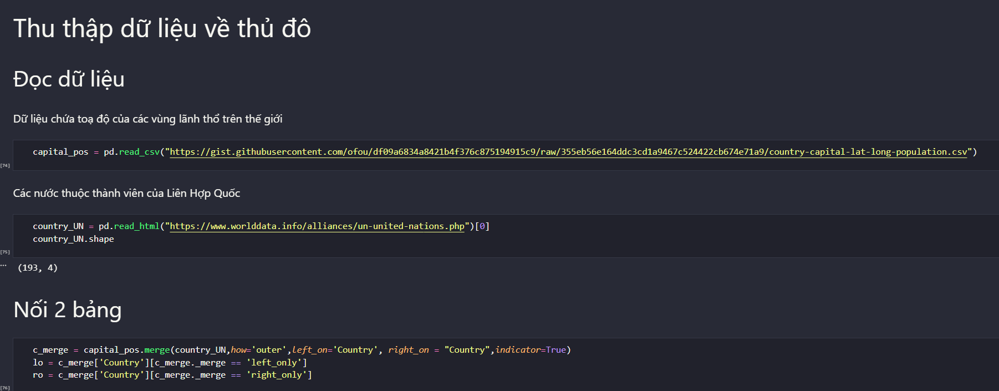 Thu thập dữ liệu về thủ đô
Đọc dữ liệu
Dữ liệu chứa toạ độ của các vùng lãnh thổ trên thế giới
capital_pos = pd.read_csv("https://gist.githubusercontent.com/ofou/df09a6834a8421b4f376c875194915c9/raw/355eb56e164ddc3cd1a9467c524422cb674e71a9/country-capital-lat-long-population.csv")
[74]
Các nước thuộc thành viên của Liên Hợp Quốc
country_UN = pd.read_html("https://www.worlddata.info/alliances/un-united-nations.php")[0]
country_UN.shape
[75]
... (193, 4)
Nối 2 bảng
c_merge = capital_pos.merge(country_UN,how='outer',left_on='Country', right_on = "Country",indicator=True)
lo = c_merge['Country'][c_merge._merge == 'left_only']
ro = c_merge['Country'][c_merge._merge == 'right_only']
[76]